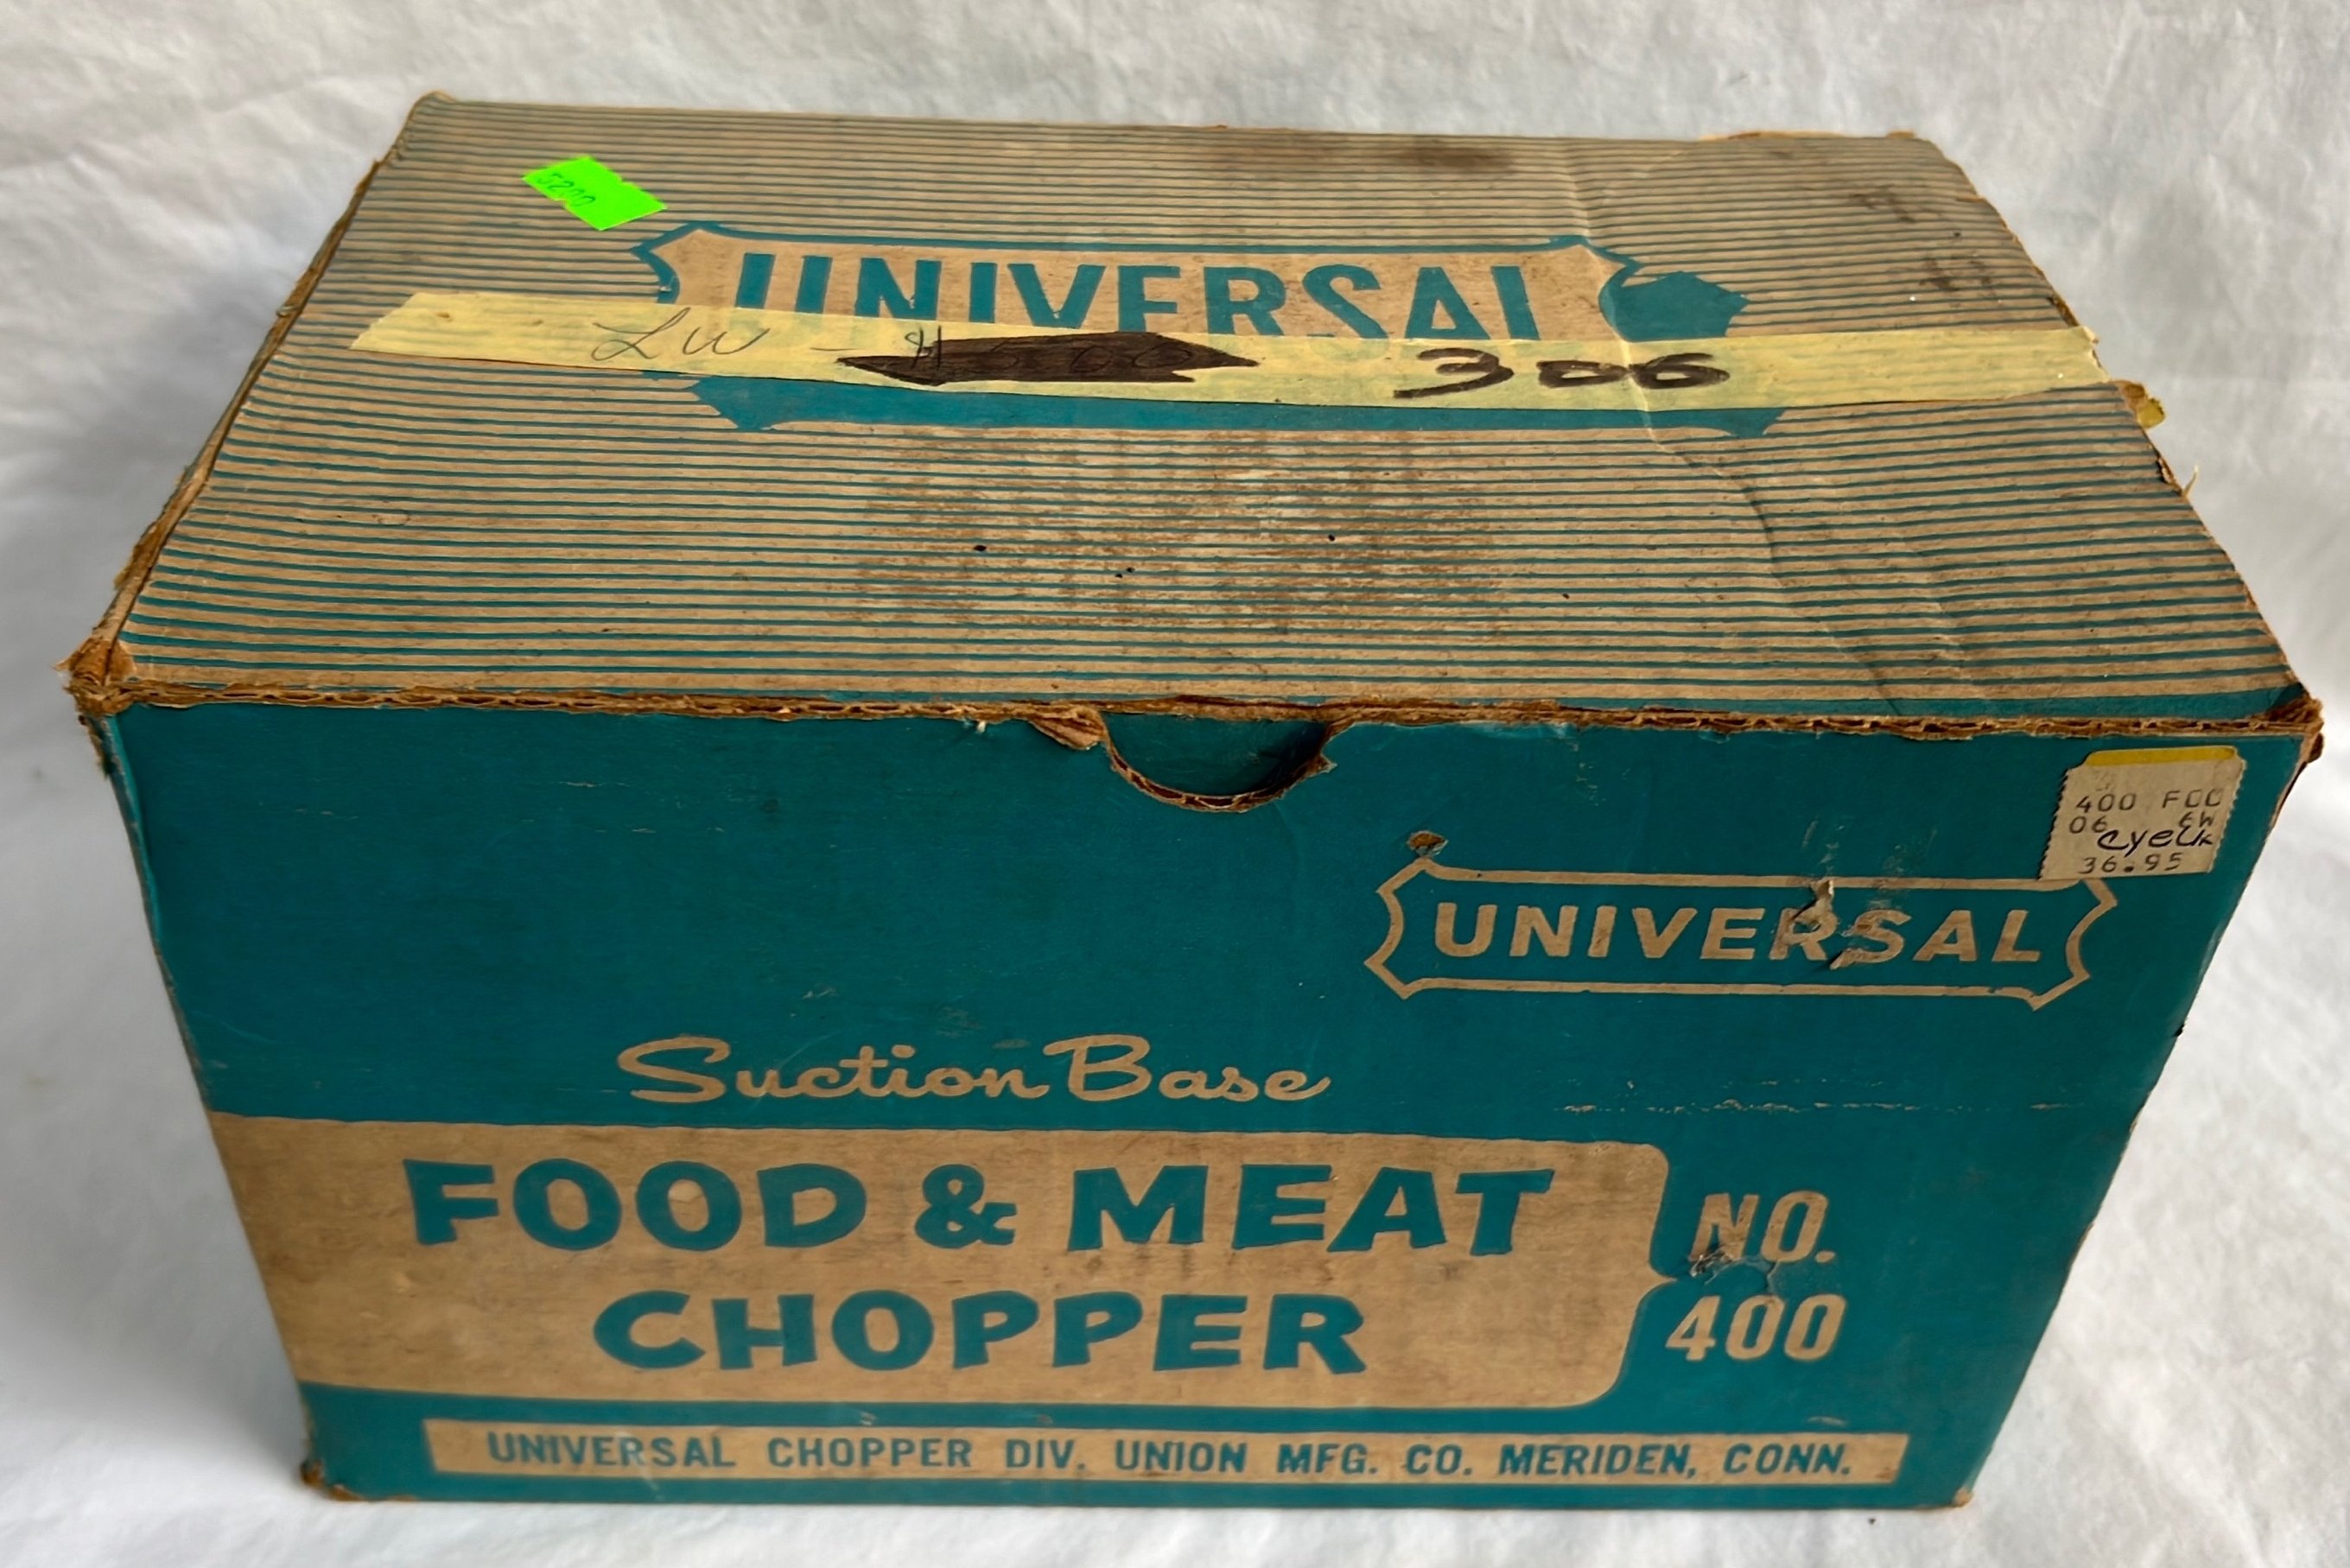 UNIVERSAL
LW - 306
400 FOO
06 6W
36.95
UNIVERSAL
Suction Base
FOOD & MEAT
CHOPPER
NO.
400
UNIVERSAL CHOPPER DIV. UNION MFG. CO. MERIDEN, CONN.